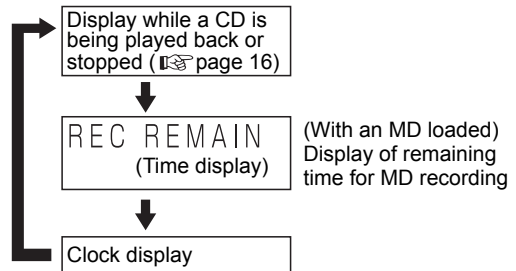 Display while a CD is
being played back or
stopped (☞ page 16)
REC REMAIN
(Time display)
(With an MD loaded)
Display of remaining
time for MD recording
Clock display